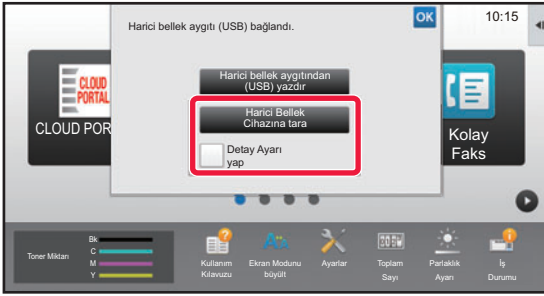 Harici bellek aygıtı (USB) bağlandı.
OK
10:15
Harici bellek aygıtından
(USB) yazdır
Harici Bellek
Cihazına tara
Detay Ayarı
yap
CLOUD
PORTAL
CLOUD POR
Kolay
Faks
Toner Miktarı
Bk
C
M
Y
Kullanım
Kılavuzu
Ekran Modunu
büyült
Ayarlar
Toplam
Sayı
Parlaklık
Ayarı
İş
Durumu